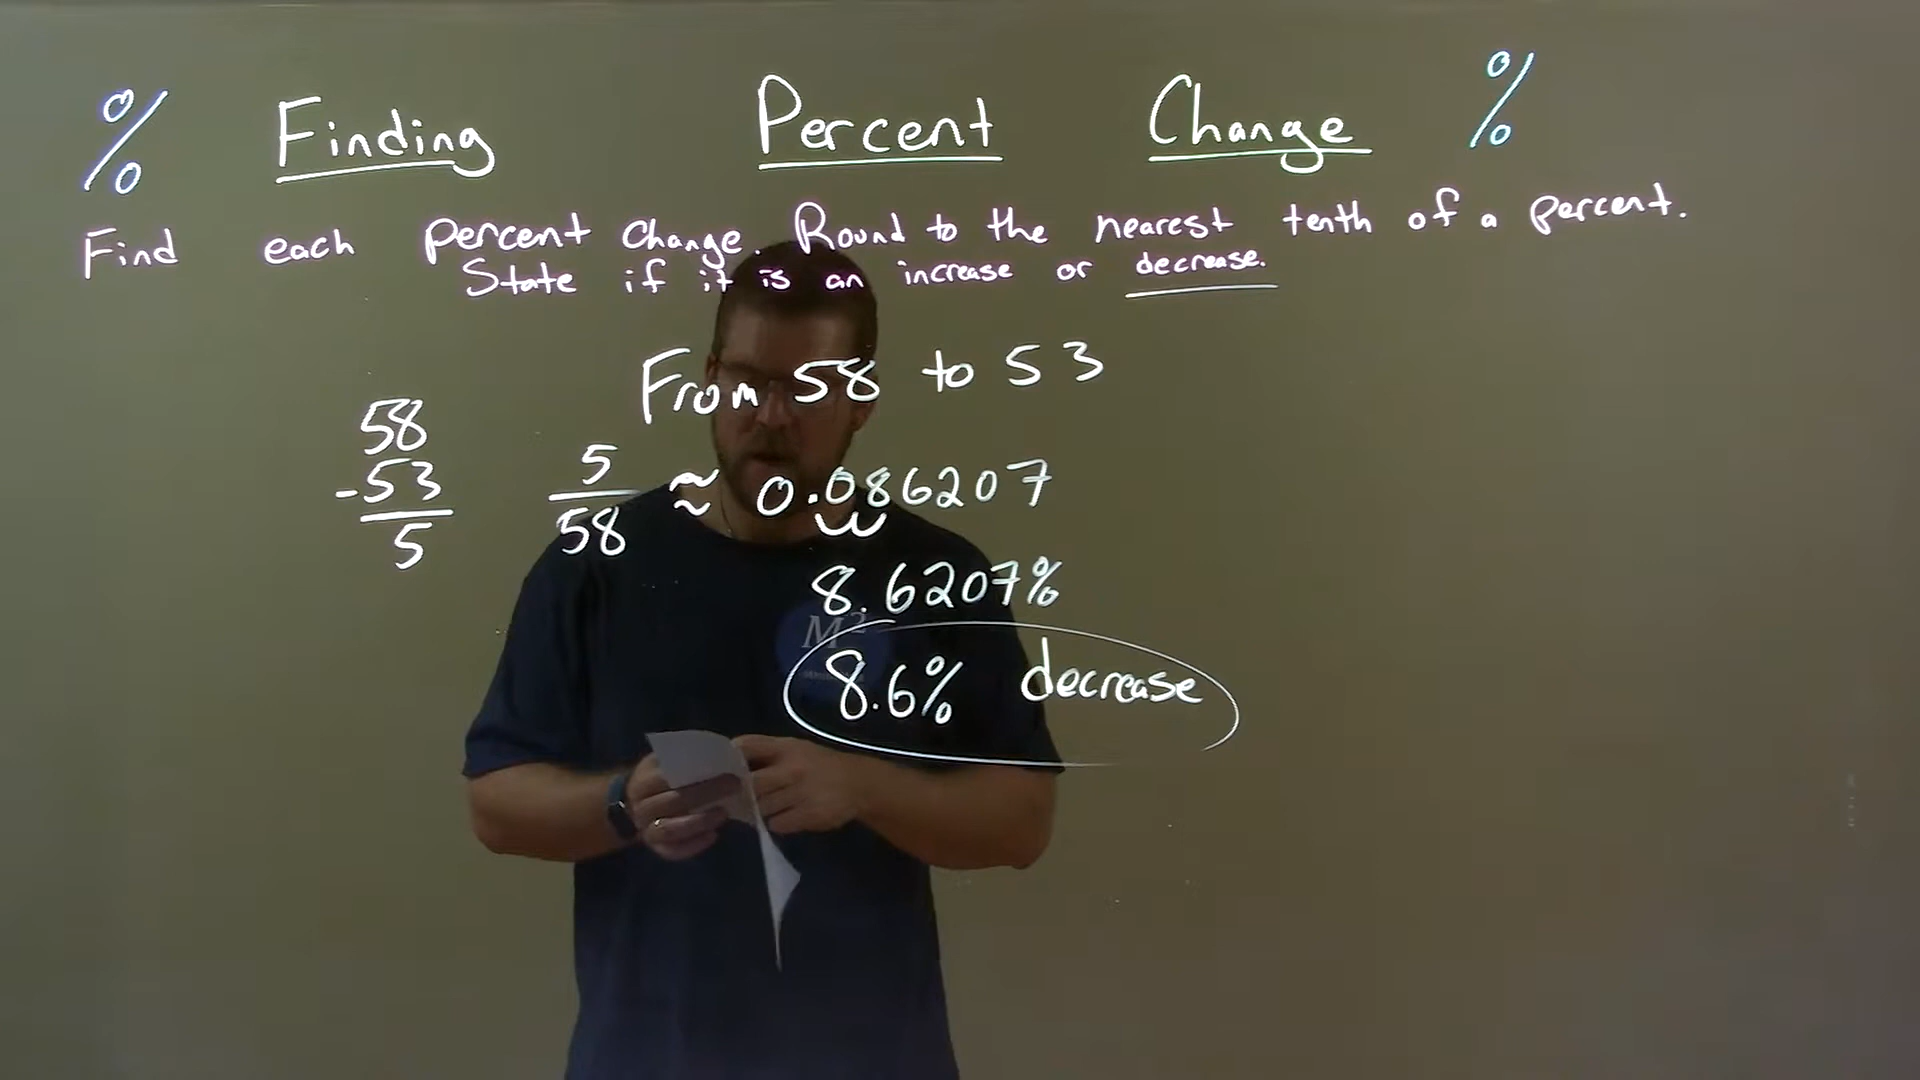 % Finding Percent Change %
Find each percent change. Round to the nearest tenth of a percent.
State if it is an increase or decrease.
From 58 to 53
58
-53
5
5
58
≈ 0.086207
8.6207%
M²
8.6% decrease